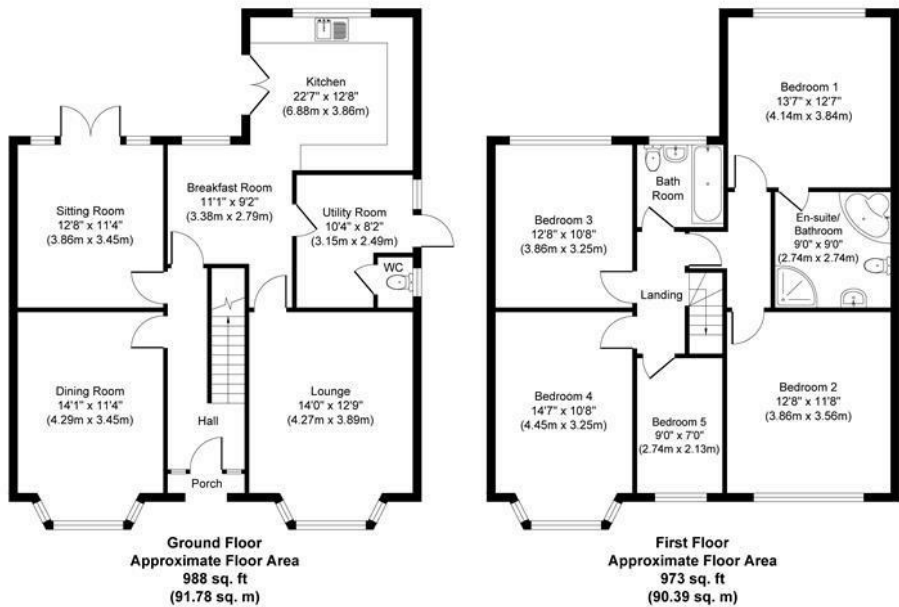 Kitchen
22'7" x 12'8"
(6.88m x 3.86m)
Breakfast Room
11'1" x 9'2"
(3.38m x 2.79m)
Sitting Room
12'8" x 11'4"
(3.86m x 3.45m)
Utility Room
10'4" x 8'2"
(3.15m x 2.49m)
WC
Dining Room
14'1" x 11'4"
(4.29m x 3.45m)
Lounge
14'0" x 12'9"
(4.27m x 3.89m)
Hall
Porch
Ground Floor
Approximate Floor Area
988 sq. ft
(91.78 sq. m)
Bedroom 1
13'7" x 12'7"
(4.14m x 3.84m)
Bath
Room
Bedroom 3
12'8" x 10'8"
(3.86m x 3.25m)
En-suite/
Bathroom
9'0" x 9'0"
(2.74m x 2.74m)
Landing
Bedroom 4
14'7" x 10'8"
(4.45m x 3.25m)
Bedroom 2
12'8" x 11'8"
(3.86m x 3.56m)
Bedroom 5
9'0" x 7'0"
(2.74m x 2.13m)
First Floor
Approximate Floor Area
973 sq. ft
(90.39 sq. m)